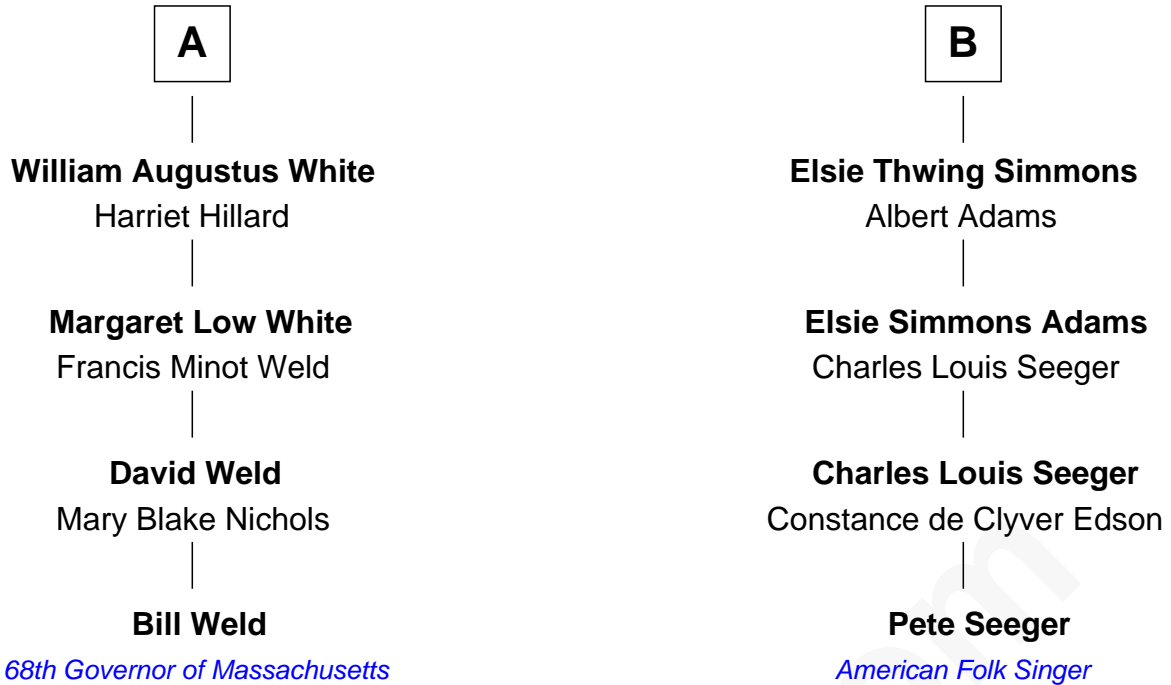 A
William Augustus White
Harriet Hillard
Margaret Low White
Francis Minot Weld
David Weld
Mary Blake Nichols
Bill Weld
68th Governor of Massachusetts
B
Elsie Thwing Simmons
Albert Adams
Elsie Simmons Adams
Charles Louis Seeger
Charles Louis Seeger
Constance de Clyver Edson
Pete Seeger
American Folk Singer